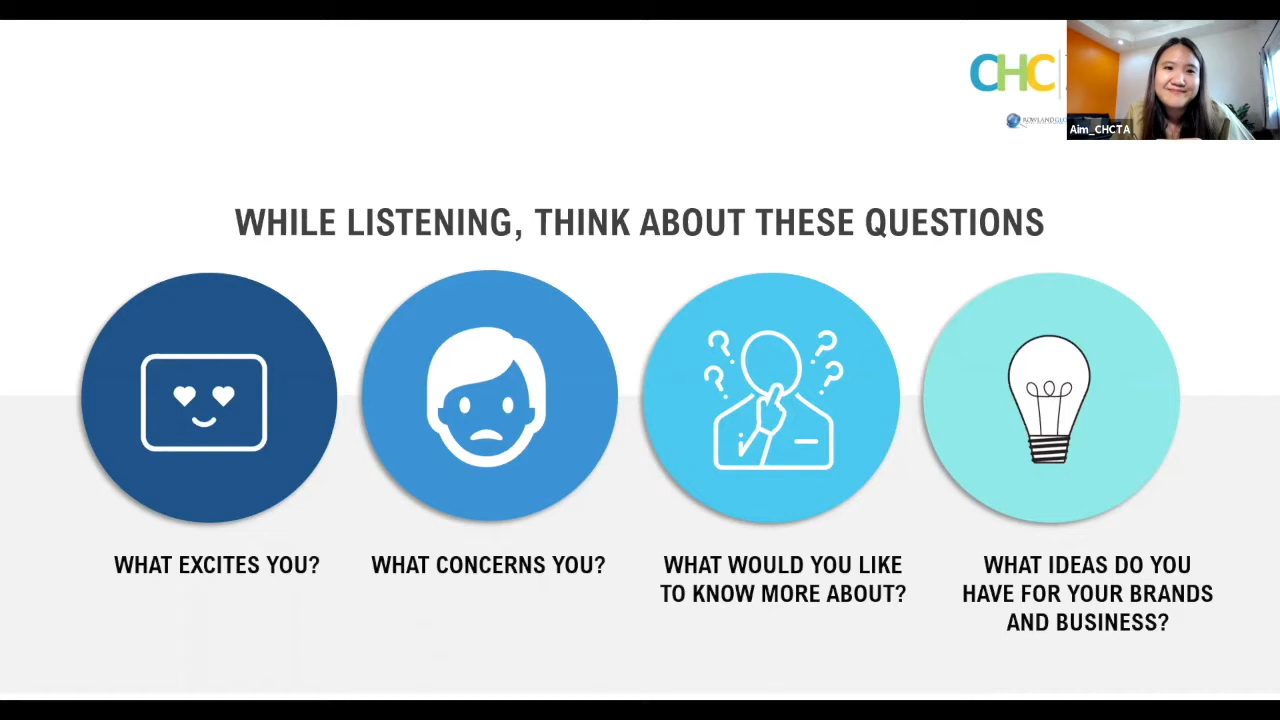 CHC
Aim_CHCTA
WHILE LISTENING, THINK ABOUT THESE QUESTIONS
WHAT EXCITES YOU?
WHAT CONCERNS YOU?
WHAT WOULD YOU LIKE
TO KNOW MORE ABOUT?
WHAT IDEAS DO YOU
HAVE FOR YOUR BRANDS
AND BUSINESS?